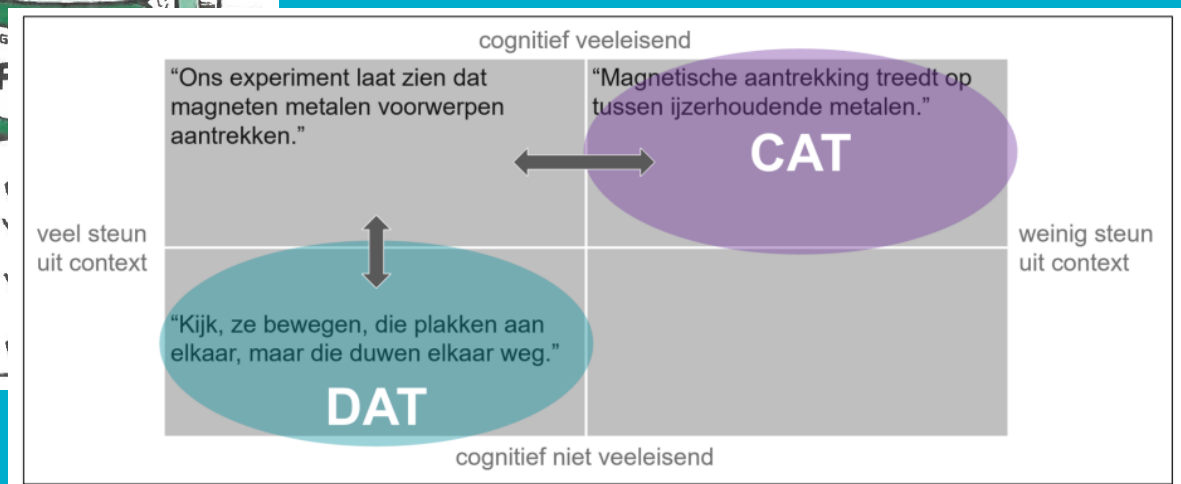 cognitief veeleisend
“Ons experiment laat zien dat
magneten metalen voorwerpen
aantrekken.”
“Magnetische aantrekking treedt op
tussen ijzerhoudende metalen.”
CAT
veel steun
uit context
weinig steun
uit context
“Kijk, ze bewegen, die plakken aan
elkaar, maar die duwen elkaar weg.”
DAT
cognitief niet veeleisend